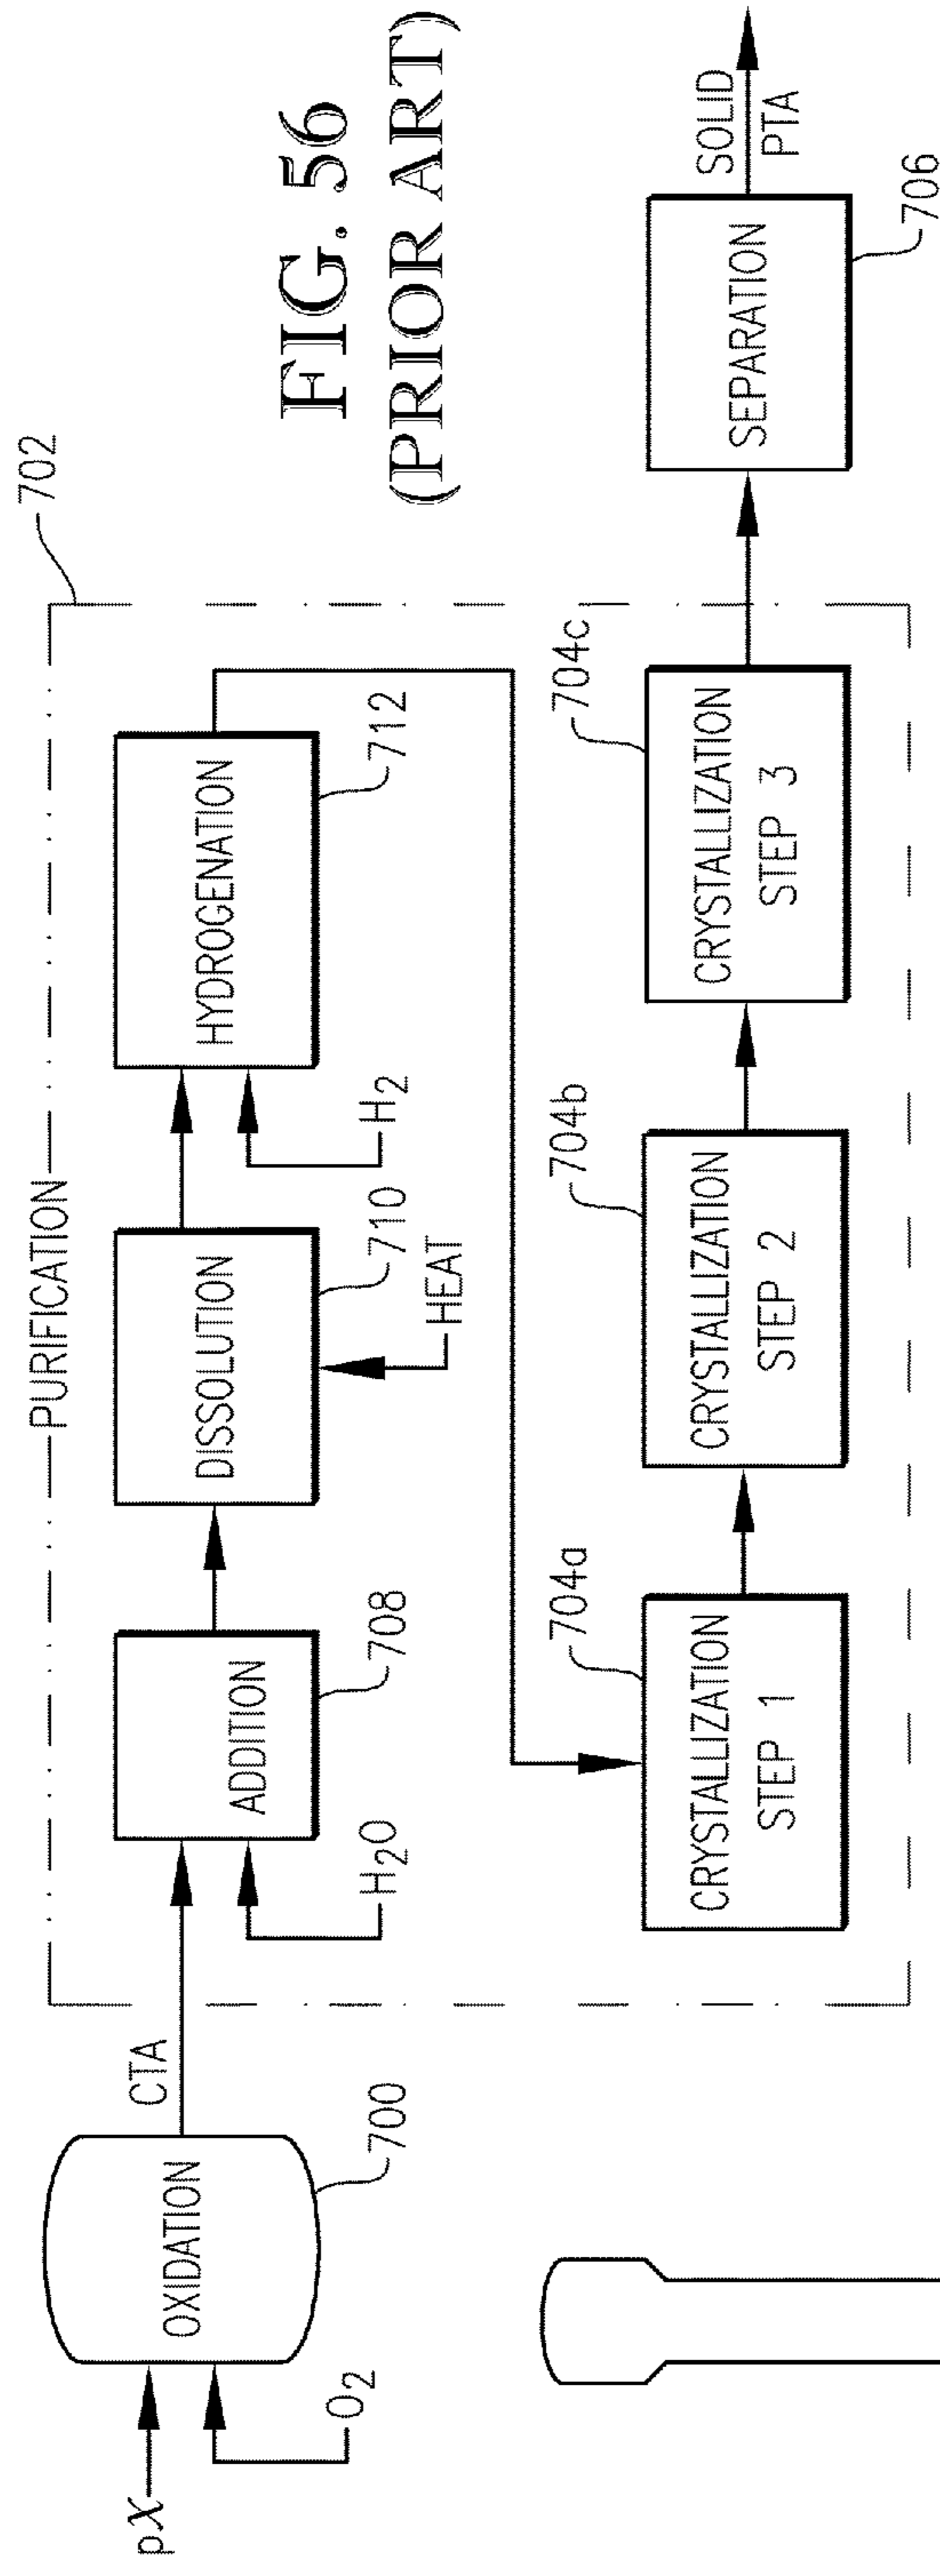 FIG. 56
(PRIOR ART)
702
PURIFICATION
pX
O2
OXIDATION
700
CTA
H2O
ADDITION
708
DISSOLUTION
710
HEAT
H2
HYDROGENATION
712
CRYSTALLIZATION
STEP 1
704a
CRYSTALLIZATION
STEP 2
704b
CRYSTALLIZATION
STEP 3
704c
SEPARATION
706
SOLID
PTA